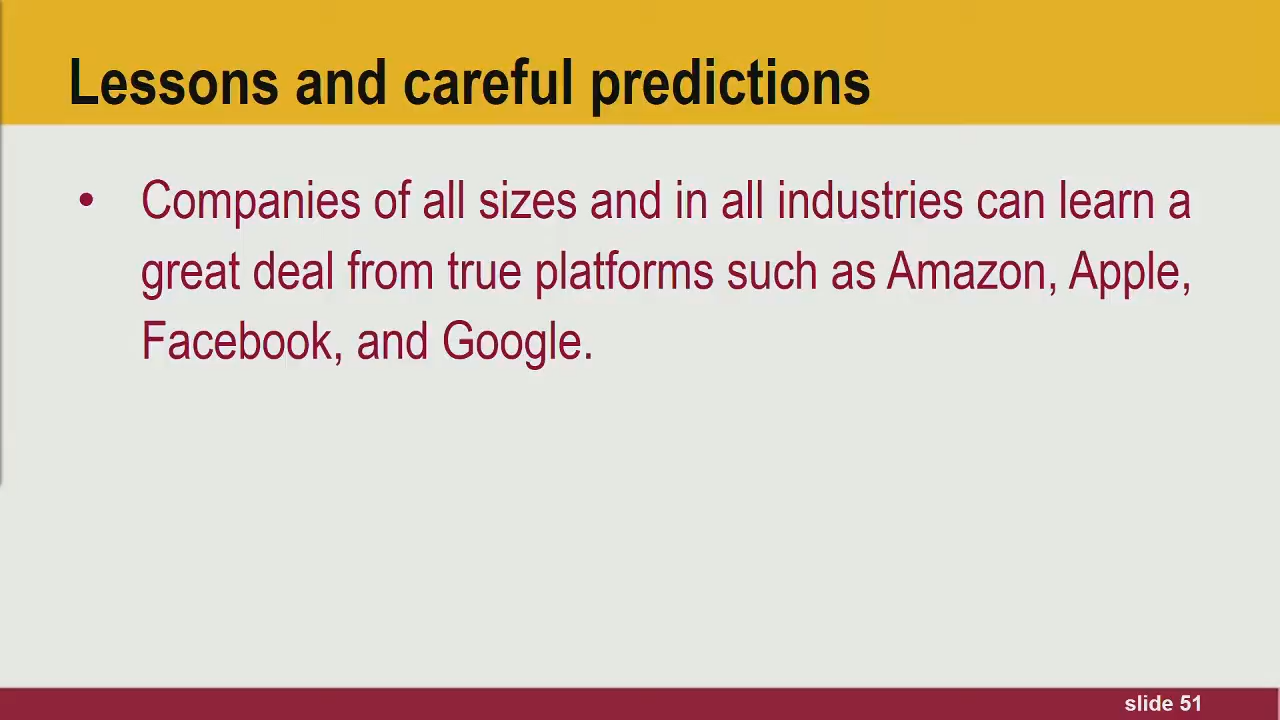 Lessons and careful predictions
• Companies of all sizes and in all industries can learn a
great deal from true platforms such as Amazon, Apple,
Facebook, and Google.
slide 51